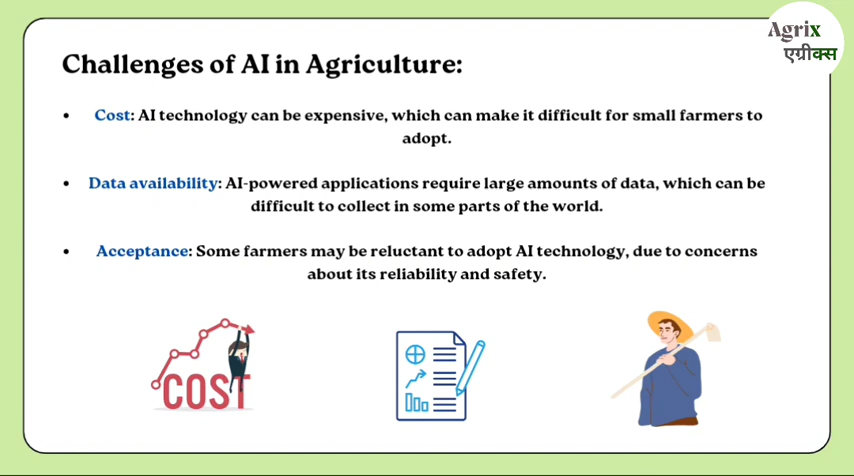 Agrix
एग्रीक्स
Challenges of AI in Agriculture:
• Cost: AI technology can be expensive, which can make it difficult for small farmers to
adopt.
• Data availability: AI-powered applications require large amounts of data, which can be
difficult to collect in some parts of the world.
• Acceptance: Some farmers may be reluctant to adopt AI technology, due to concerns
about its reliability and safety.
COST